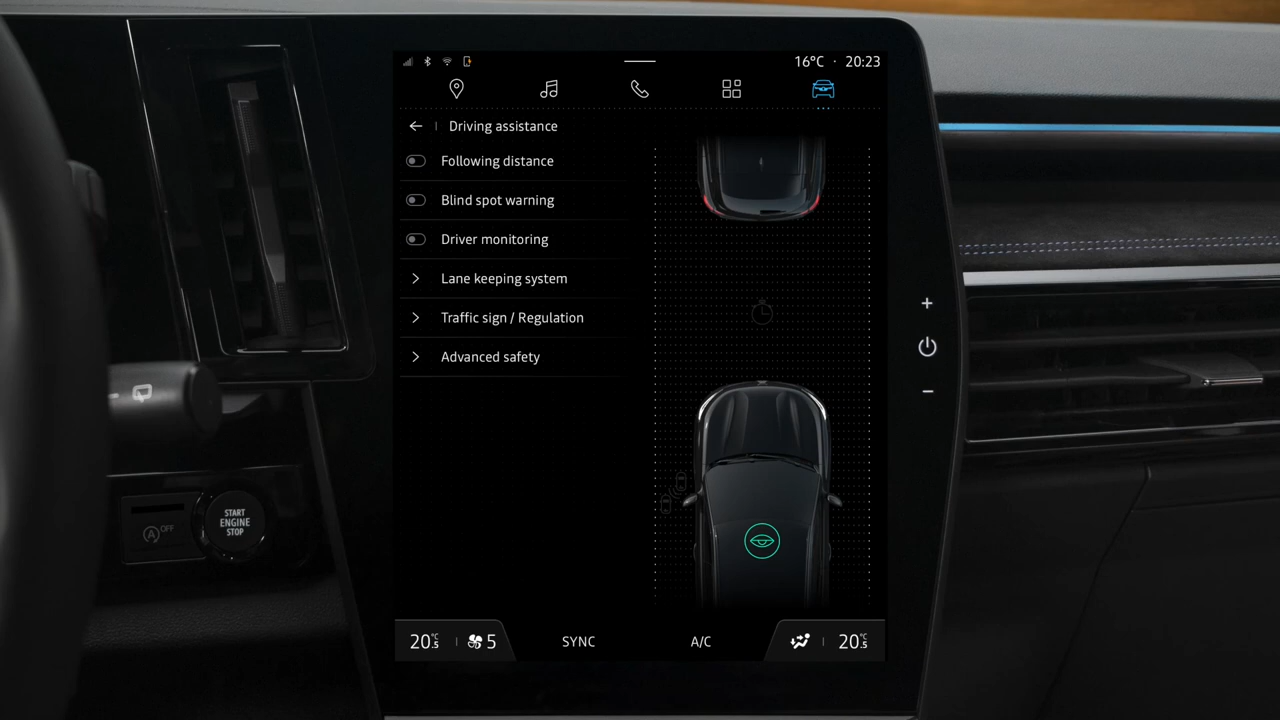 16°C · 20:23
Driving assistance
Following distance
Blind spot warning
Driver monitoring
Lane keeping system
Traffic sign / Regulation
Advanced safety
A OFF
START
ENGINE
STOP
20°C.5 5 SYNC A/C 20°C.5